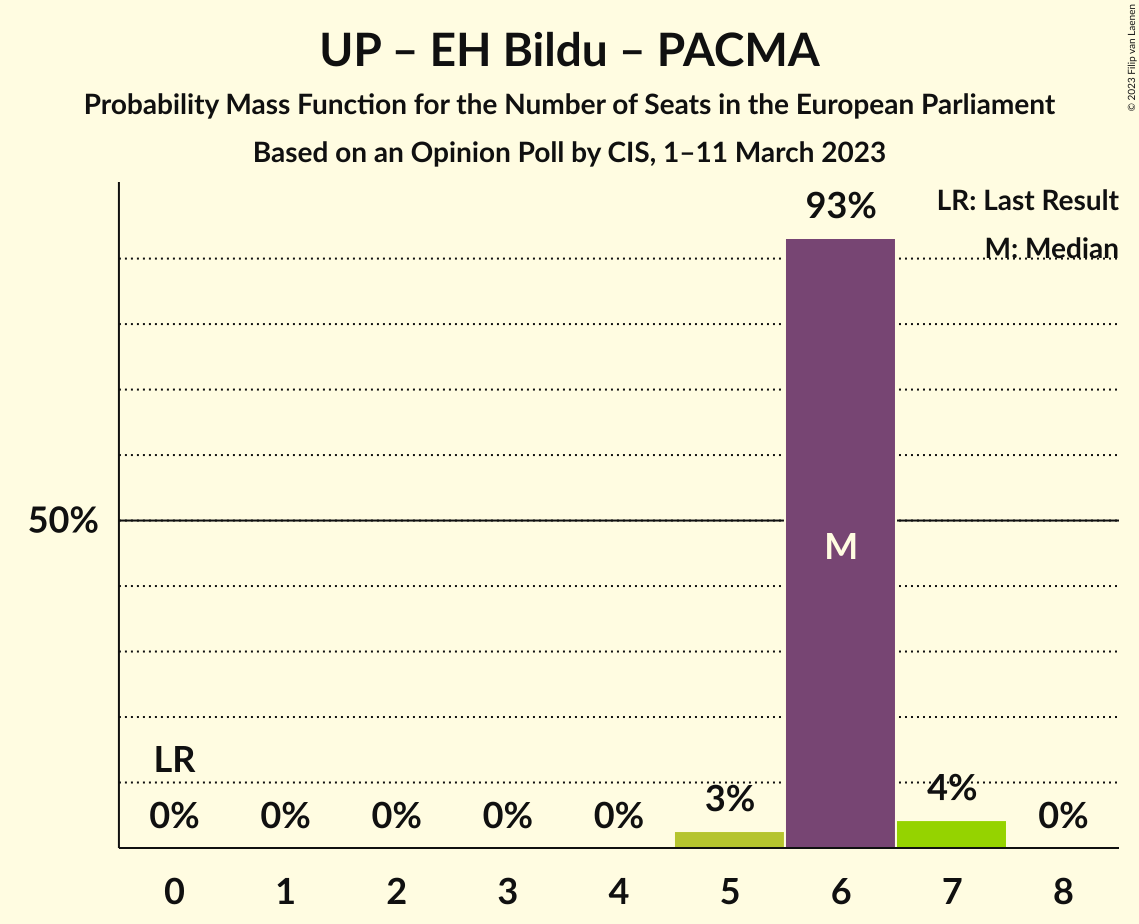 UP – EH Bildu – PACMA
Probability Mass Function for the Number of Seats in the European Parliament
Based on an Opinion Poll by CIS, 1–11 March 2023
© 2023 Filip van Laenen
LR: Last Result
M: Median
93%
50%
M
LR
0%
0%
0%
0%
0%
3%
4%
0%
0 1 2 3 4 5 6 7 8